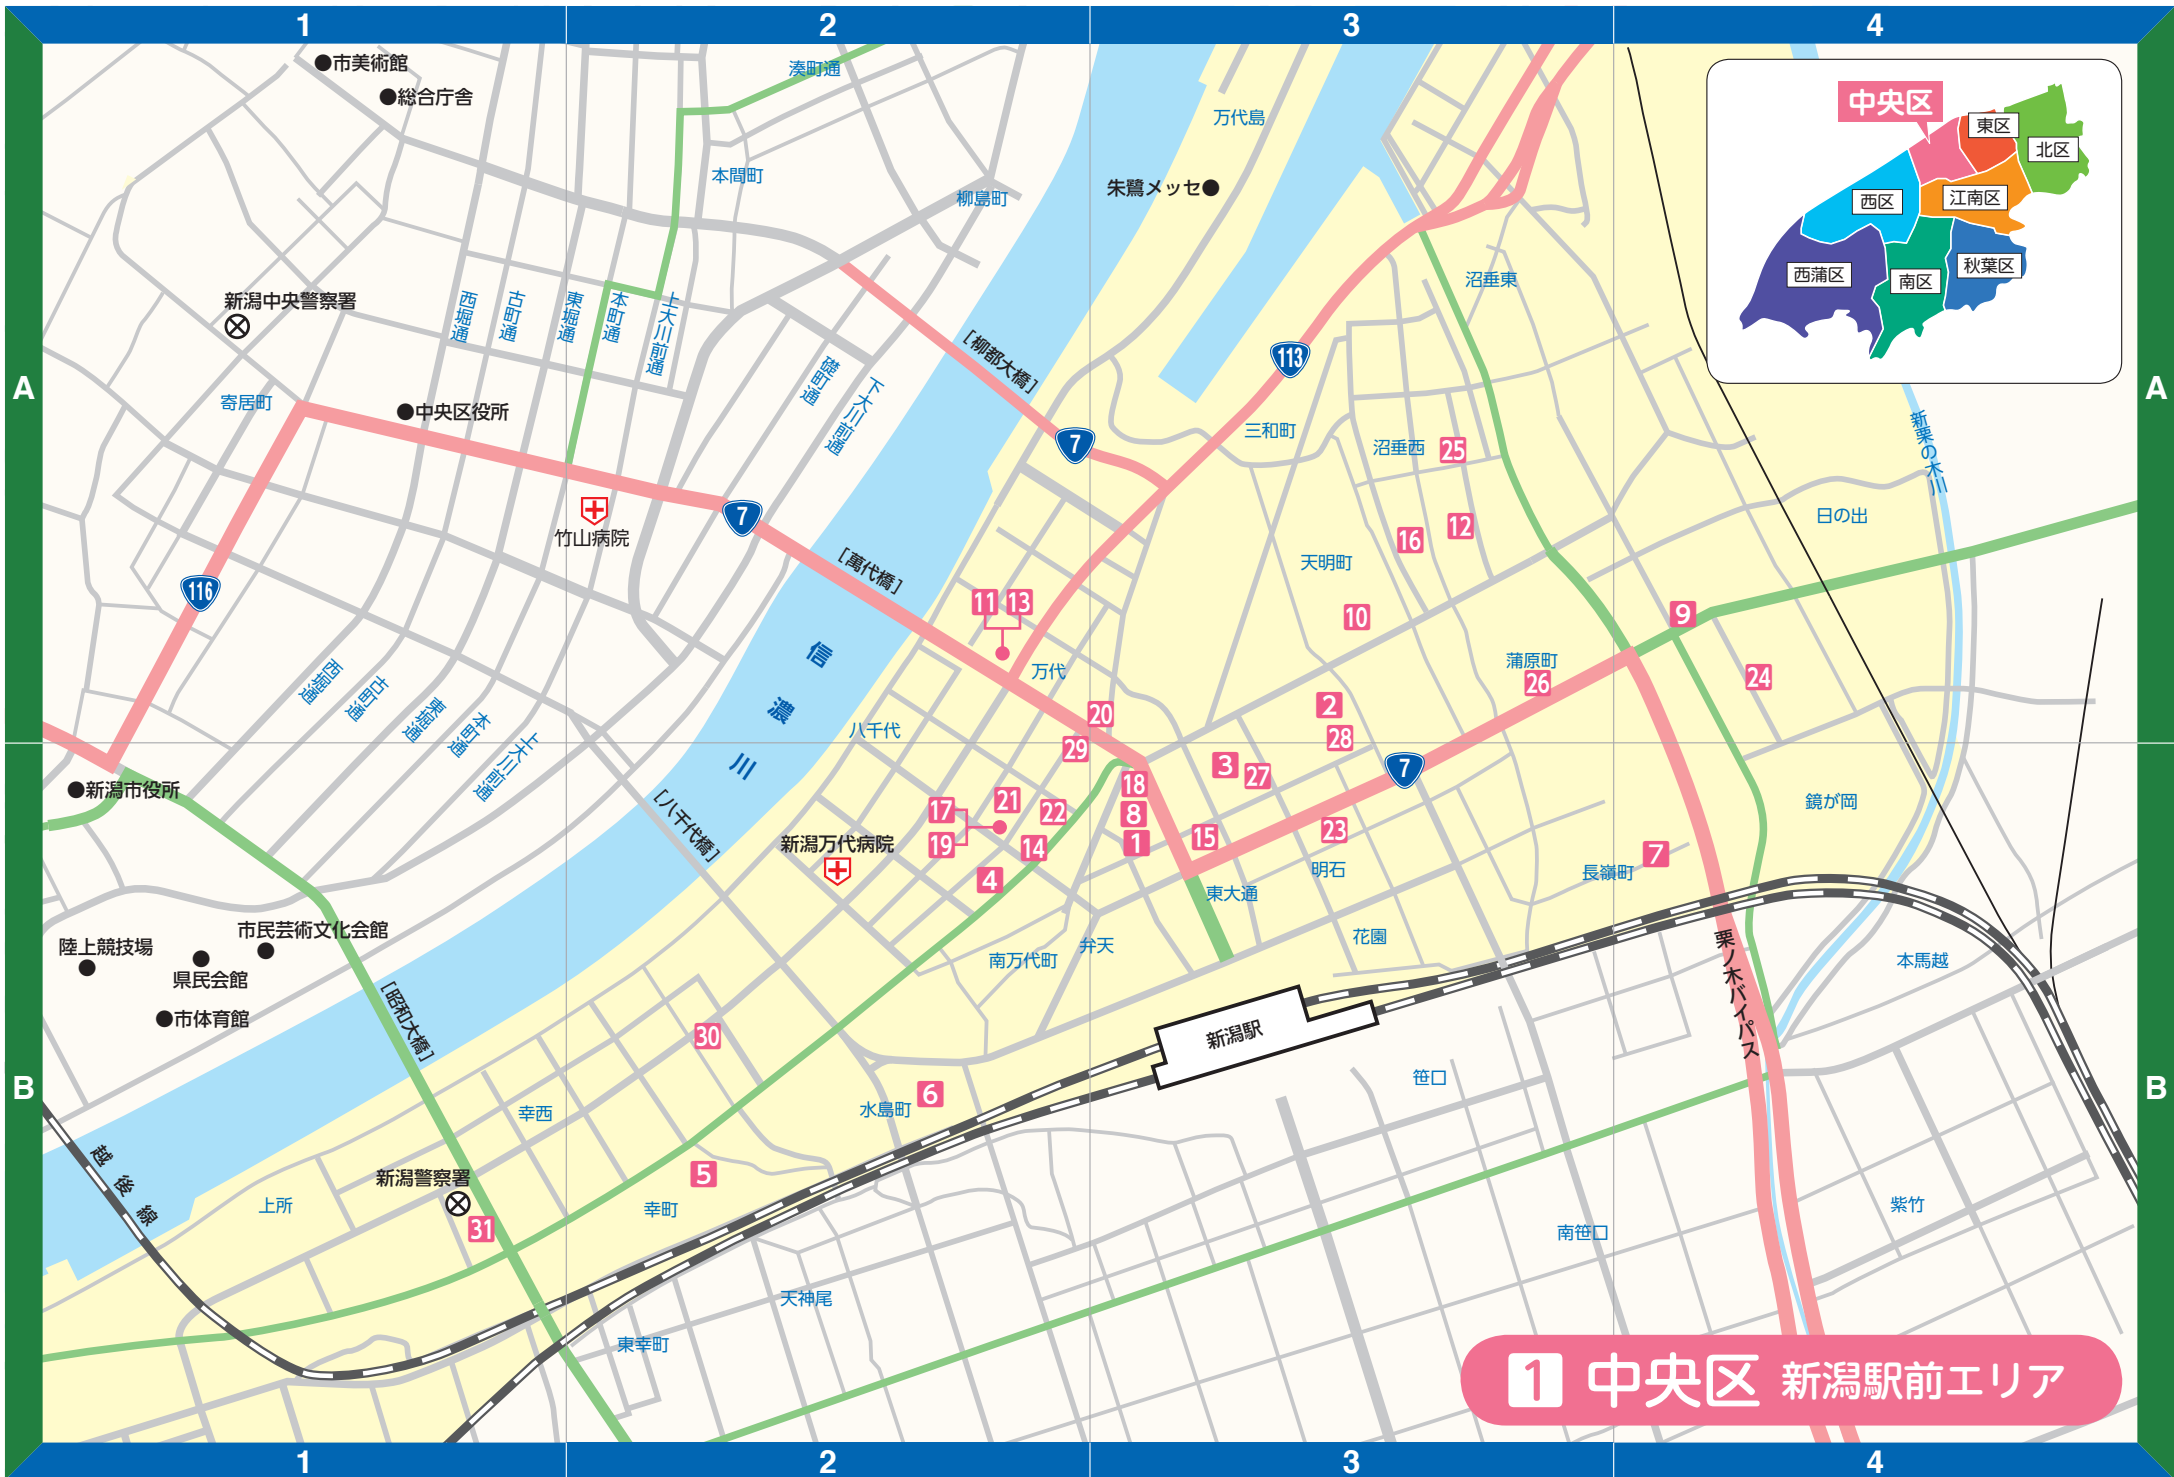 1
2
3
4
A
A
B
B
1
2
3
4
市美術館
総合庁舎
湊町通
本間町
柳島町
万代島
朱鷺メッセ
沼垂東
新潟中央警察署
西堀通
古町通
東堀通
本町通
上大川前通
礎町通
下大川前通
[柳都大橋]
113
7
寄居町
中央区役所
三和町
沼垂西
25
竹山病院
7
[萬代橋]
16
12
天明町
日の出
新栗の木川
116
11
13
10
9
信濃川
万代
蒲原町
26
24
西堀通
古町通
東堀通
本町通
上大川前通
八千代
20
29
2
28
3
27
7
新潟市役所
[八千代橋]
18
8
1
15
23
鏡が岡
17
19
21
22
14
4
新潟万代病院
明石
長嶺町
7
東大通
花園
弁天
南万代町
陸上競技場
県民会館
市民芸術文化会館
市体育館
[昭和大橋]
栗ノ木バイパス
本馬越
新潟駅
30
6
水島町
笹口
幸西
越後線
新潟警察署
31
上所
5
幸町
南笹口
紫竹
天神尾
東幸町
中央区
東区
北区
西区
江南区
西蒲区
南区
秋葉区
1 中央区 新潟駅前エリア